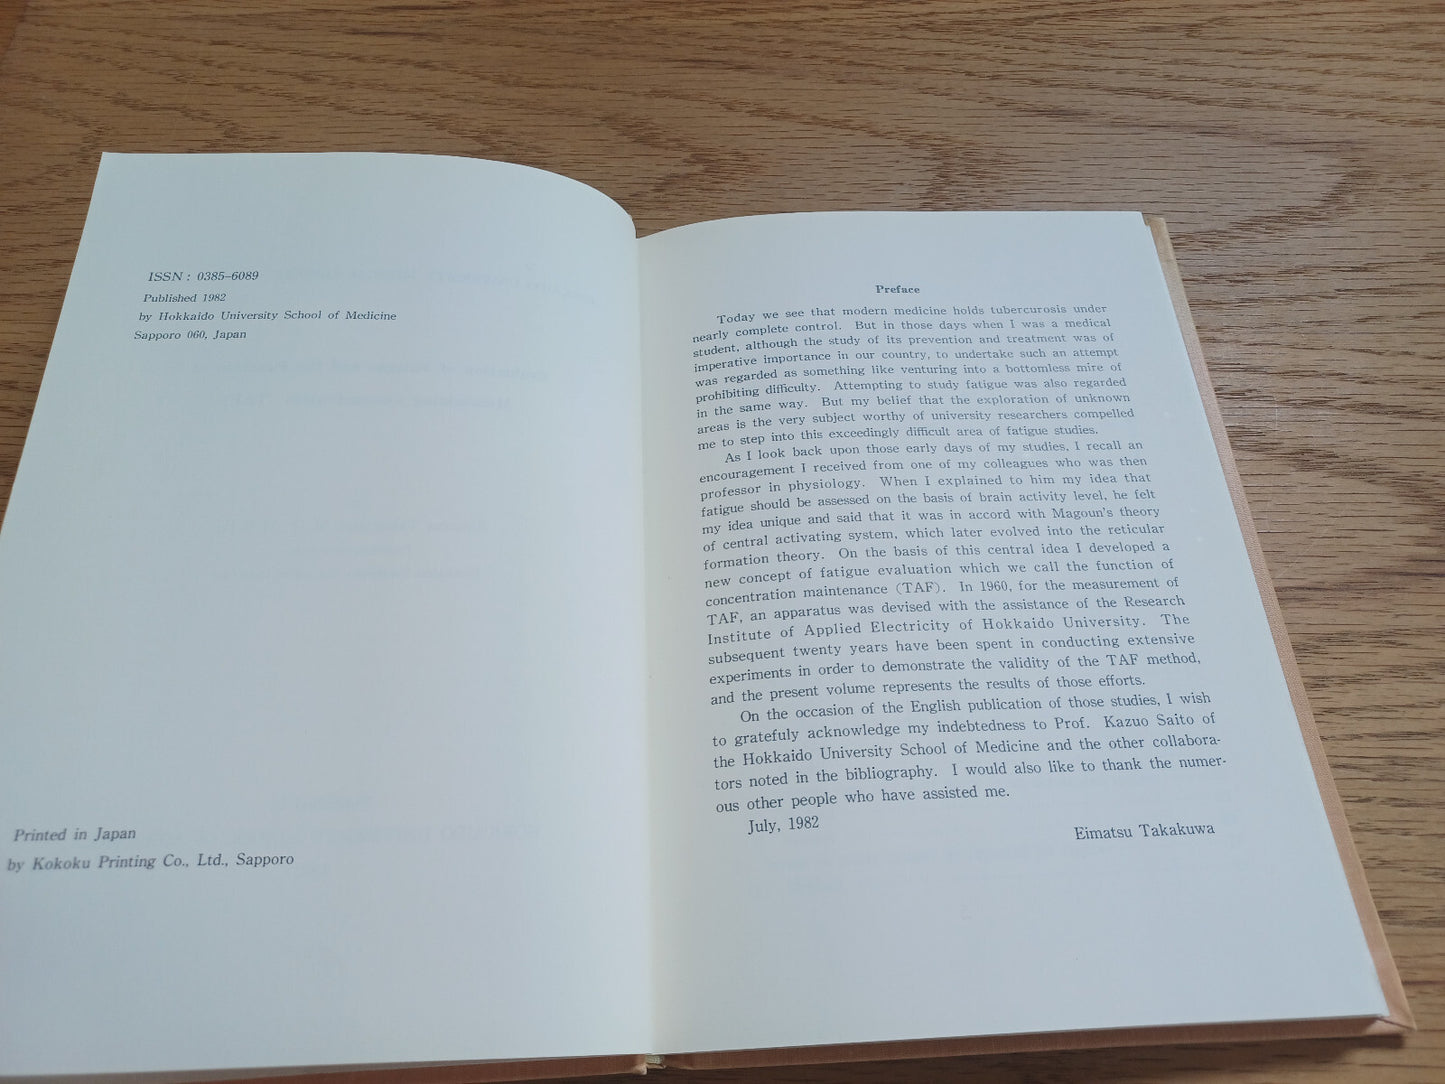 ISSN : 0385-6089
Published 1982
by Hokkaido University School of Medicine
Sapporo 060, Japan
Printed in Japan
by Kokoku Printing Co., Ltd., Sapporo
Preface
Today we see that modern medicine holds tubercurosis under
nearly complete control. But in those days when I was a medical
student, although the study of its prevention and treatment was of
imperative importance in our country, to undertake such an attempt
was regarded as something like venturing into a bottomless mire of
prohibiting difficulty. Attempting to study fatigue was also regarded
in the same way. But my belief that the exploration of unknown
areas is the very subject worthy of university researchers compelled
me to step into this exceedingly difficult area of fatigue studies.
As I look back upon those early days of my studies, I recall an
encouragement I received from one of my colleagues who was then
professor in physiology. When I explained to him my idea that
fatigue should be assessed on the basis of brain activity level, he felt
my idea unique and said that it was in accord with Magoun's theory
of central activating system, which later evolved into the reticular
formation theory. On the basis of this central idea I developed a
new concept of fatigue evaluation which we call the function of
concentration maintenance (TAF). In 1960, for the measurement of
TAF, an apparatus was devised with the assistance of the Research
Institute of Applied Electricity of Hokkaido University. The
subsequent twenty years have been spent in conducting extensive
experiments in order to demonstrate the validity of the TAF method,
and the present volume represents the results of those efforts.
On the occasion of the English publication of those studies, I wish
to gratefuly acknowledge my indebtedness to Prof. Kazuo Saito of
the Hokkaido University School of Medicine and the other collabora-
tors noted in the bibliography. I would also like to thank the numer-
ous other people who have assisted me.
July, 1982
Eimatsu Takakuwa